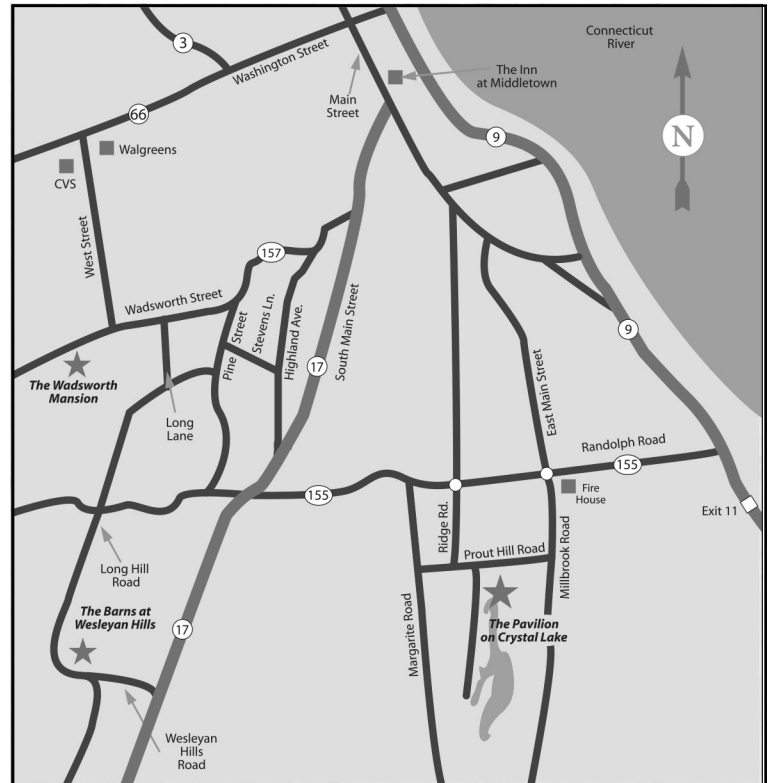 Connecticut
River
3
Washington Street
The Inn
at Middletown
Main
Street
N
66
9
Walgreens
CVS
West Street
157
Wadsworth Street
Stevens Ln.
Highland Ave.
South Main Street
Pine Street
9
17
The Wadsworth
Mansion
Long
Lane
East Main Street
Randolph Road
155
155
Fire
House
Exit 11
Ridge Rd.
Prout Hill Road
Millbrook Road
Long Hill
Road
The Barns at
Wesleyan Hills
17
Margarite Road
The Pavilion
on Crystal Lake
Wesleyan
Hills
Road